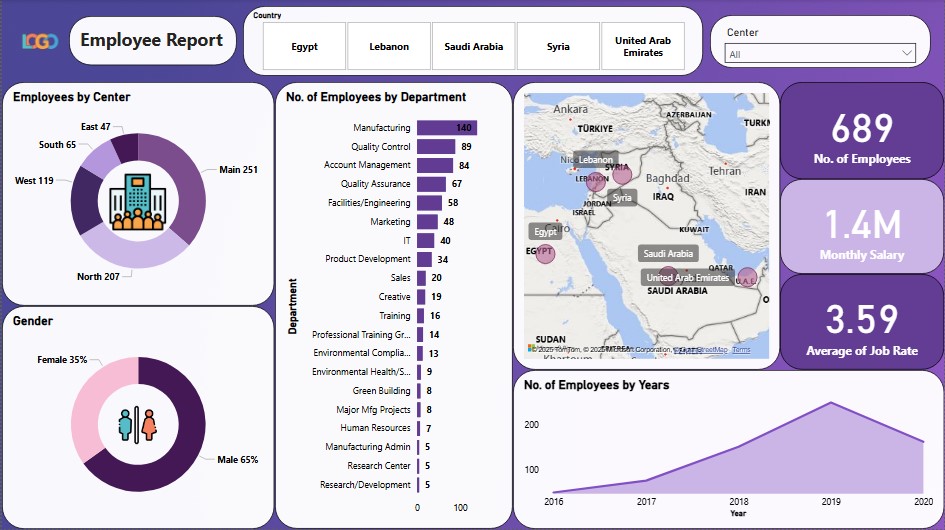 LOGO
Employee Report
Country
Egypt
Lebanon
Saudi Arabia
Syria
United Arab
Emirates
Center
All
Employees by Center
East 47
South 65
West 119
Main 251
North 207
Gender
Female 35%
Male 65%
No. of Employees by Department
Department
Manufacturing 140
Quality Control 89
Account Management 84
Quality Assurance 67
Facilities/Engineering 58
Marketing 48
IT 40
Product Development 34
Sales 20
Creative 19
Training 16
Professional Training Gr... 14
Environmental Complia... 13
Environmental Health/S... 9
Green Building 8
Major Mfg Projects 8
Human Resources 7
Manufacturing Admin 5
Research Center 5
Research/Development 5
0 100
Ankara
AZERBAIJAN
TÜRKIYE
TURKM
Lebanon
SYRIA
Tehran
LEBANON
Baghdad
Syria
IRAQ
IRAN
JORDAN
ISRAEL
Egypt
Cairo
KUWAIT
EGYPT
Saudi Arabia
QATAR
United Arab Emirates
U.A.E.
SAUDI ARABIA
SUDAN
© 2025 TomTom, © 2025 Microsoft Corporation, © OpenStreetMap Terms
Khartoum
689
No. of Employees
1.4M
Monthly Salary
3.59
Average of Job Rate
No. of Employees by Years
200
100
2016 2017 2018 2019 2020
Year